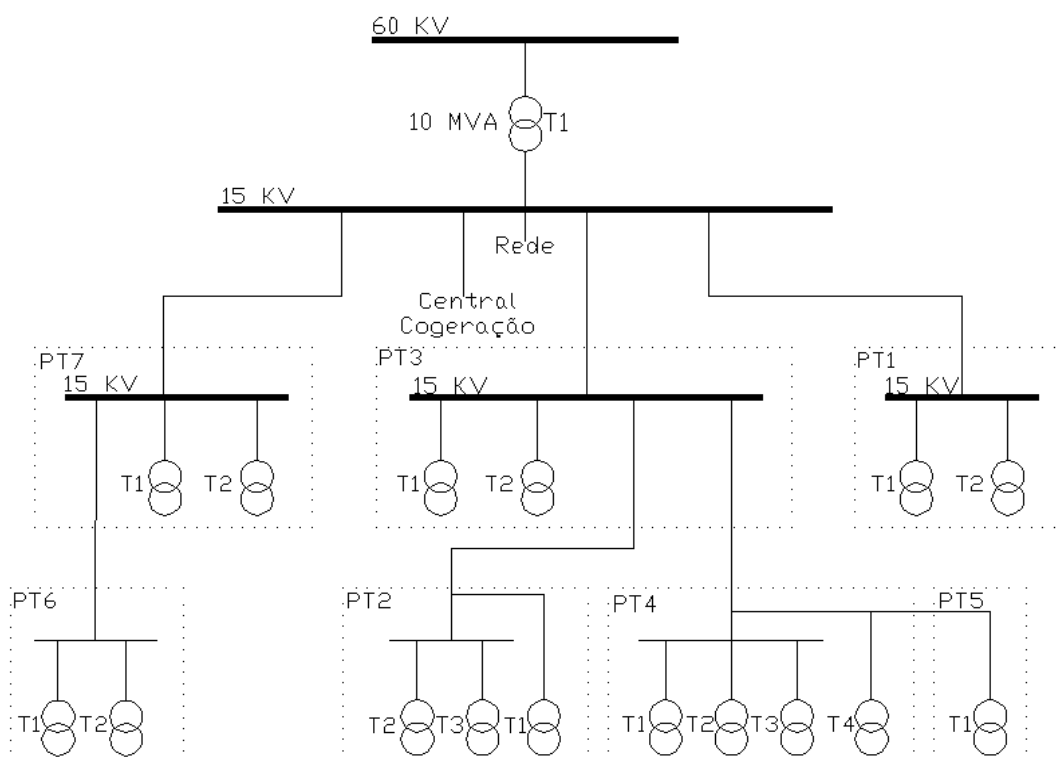 60 KV
10 MVA T1
15 KV
Rede
Central
Cogeração
PT7
PT3
PT1
15 KV
15 KV
15 KV
T1 T2
T1 T2
T1 T2
PT6
PT2
PT4
PT5
T1 T2
T2 T3 T1
T1 T2 T3 T4
T1